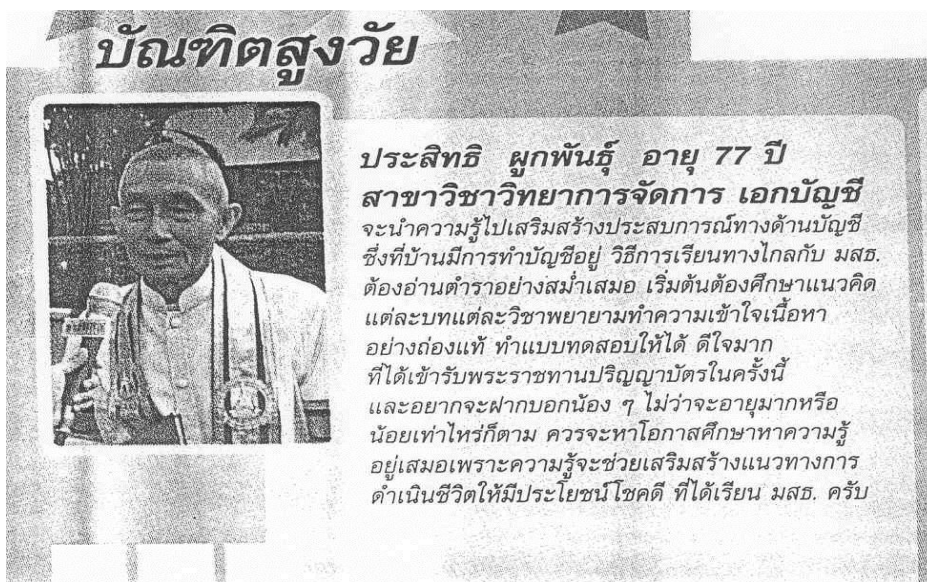 บัณฑิตสูงวัย
ประสิทธิ ผูกพันธุ์ อายุ 77 ปี
สาขาวิชาวิทยาการจัดการ เอกบัญชี
จะนำความรู้ไปเสริมสร้างประสบการณ์ทางด้านบัญชี
ซึ่งที่บ้านมีการทำบัญชีอยู่ วิธีการเรียนทางไกลกับ มสธ.
ต้องอ่านตำราอย่างสม่ำเสมอ เริ่มต้นต้องศึกษาแนวคิด
แต่ละบทแต่ละวิชาพยายามทำความเข้าใจเนื้อหา
อย่างถ่องแท้ ทำแบบทดสอบให้ได้ ดีใจมาก
ที่ได้เข้ารับพระราชทานปริญญาบัตรในครั้งนี้
และอยากจะฝากบอกน้อง ๆ ไม่ว่าจะอายุมากหรือ
น้อยเท่าไหร่ก็ตาม ควรจะหาโอกาสศึกษาหาความรู้
อยู่เสมอเพราะความรู้จะช่วยเสริมสร้างแนวทางการ
ดำเนินชีวิตให้มีประโยชน์โชคดี ที่ได้เรียน มสธ. ครับ